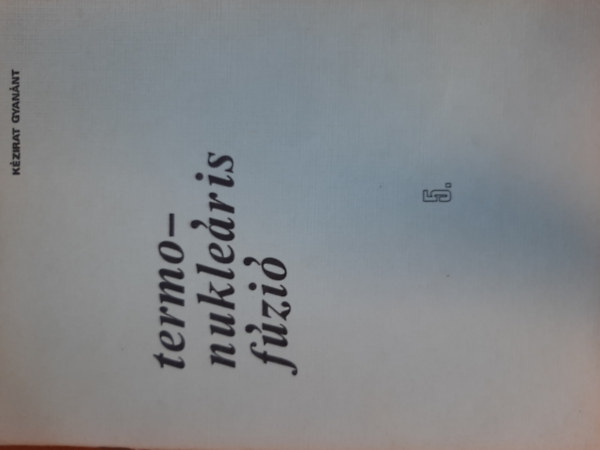 KÉZIRAT GYANÁNT
termo–
nukleáris
fúzió
5.